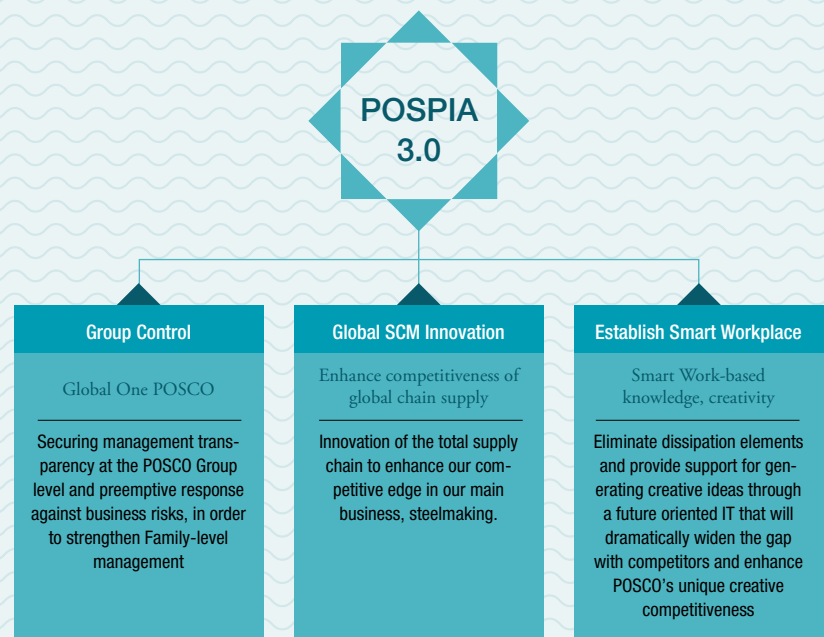 POSPIA
3.0
Group Control
Global One POSCO
Securing management trans-
parency at the POSCO Group
level and preemptive response
against business risks, in order
to strengthen Family-level
management
Global SCM Innovation
Enhance competitiveness of
global chain supply
Innovation of the total supply
chain to enhance our com-
petitive edge in our main
business, steelmaking.
Establish Smart Workplace
Smart Work-based
knowledge, creativity
Eliminate dissipation elements
and provide support for gen-
erating creative ideas through
a future oriented IT that will
dramatically widen the gap
with competitors and enhance
POSCO’s unique creative
competitiveness